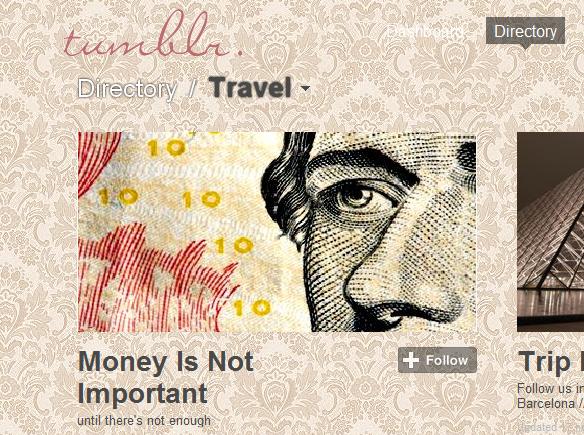 tumblr.
Dashboard
Directory
Directory / Travel
10
10
10
10
10
Money Is Not
Important
Follow
until there's not enough
Trip
Follow us in
Barcelona /
Updated